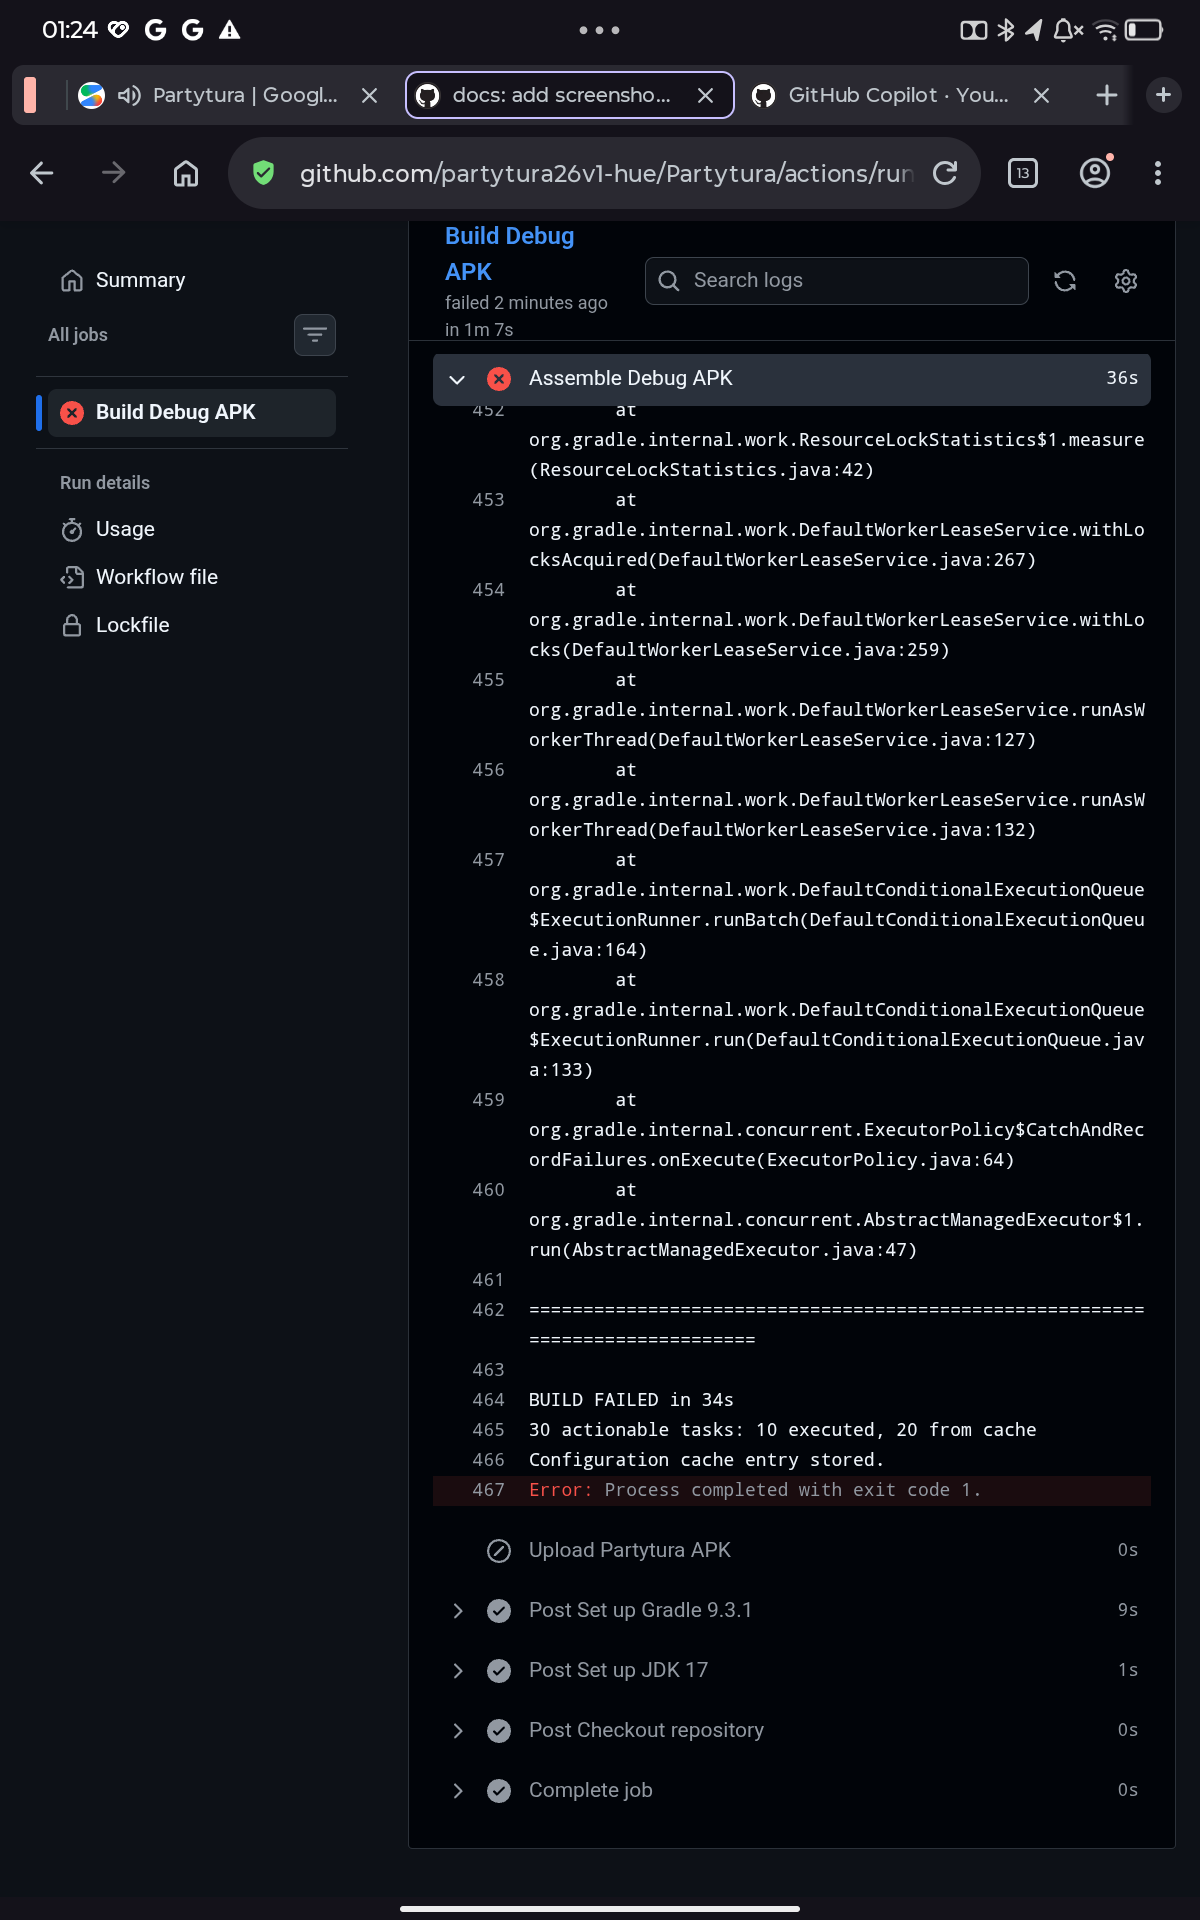 01:24
Partytura | Googl...
docs: add screensho...
GitHub Copilot · You...
github.com/partytura26v1-hue/Partytura/actions/run
13
Summary
All jobs
Build Debug APK
Run details
Usage
Workflow file
Lockfile
Build Debug
APK
failed 2 minutes ago
in 1m 7s
Search logs
Assemble Debug APK 36s
452 at
org.gradle.internal.work.ResourceLockStatistics$1.measure
(ResourceLockStatistics.java:42)
453 at
org.gradle.internal.work.DefaultWorkerLeaseService.withLo
cksAcquired(DefaultWorkerLeaseService.java:267)
454 at
org.gradle.internal.work.DefaultWorkerLeaseService.withLo
cks(DefaultWorkerLeaseService.java:259)
455 at
org.gradle.internal.work.DefaultWorkerLeaseService.runAsW
orkerThread(DefaultWorkerLeaseService.java:127)
456 at
org.gradle.internal.work.DefaultWorkerLeaseService.runAsW
orkerThread(DefaultWorkerLeaseService.java:132)
457 at
org.gradle.internal.work.DefaultConditionalExecutionQueue
$ExecutionRunner.runBatch(DefaultConditionalExecutionQueu
e.java:164)
458 at
org.gradle.internal.work.DefaultConditionalExecutionQueue
$ExecutionRunner.run(DefaultConditionalExecutionQueue.jav
a:133)
459 at
org.gradle.internal.concurrent.ExecutorPolicy$CatchAndRec
ordFailures.onExecute(ExecutorPolicy.java:64)
460 at
org.gradle.internal.concurrent.AbstractManagedExecutor$1.
run(AbstractManagedExecutor.java:47)
461
462 =========================================================
=====================
463
464 BUILD FAILED in 34s
465 30 actionable tasks: 10 executed, 20 from cache
466 Configuration cache entry stored.
467 Error: Process completed with exit code 1.
Upload Partytura APK 0s
Post Set up Gradle 9.3.1 9s
Post Set up JDK 17 1s
Post Checkout repository 0s
Complete job 0s